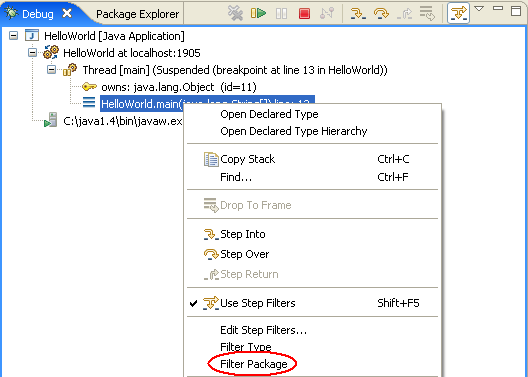 Debug Package Explorer
HelloWorld [Java Application]
HelloWorld at localhost:1905
Thread [main] (Suspended (breakpoint at line 13 in HelloWorld))
owns: java.lang.Object (id=11)
HelloWorld.main(java.lang.String[]) line: 13
C:\java1.4\bin\javaw.ex
Open Declared Type
Open Declared Type Hierarchy
Copy Stack Ctrl+C
Find... Ctrl+F
Drop To Frame
Step Into
Step Over
Step Return
Use Step Filters Shift+F5
Edit Step Filters...
Filter Type
Filter Package